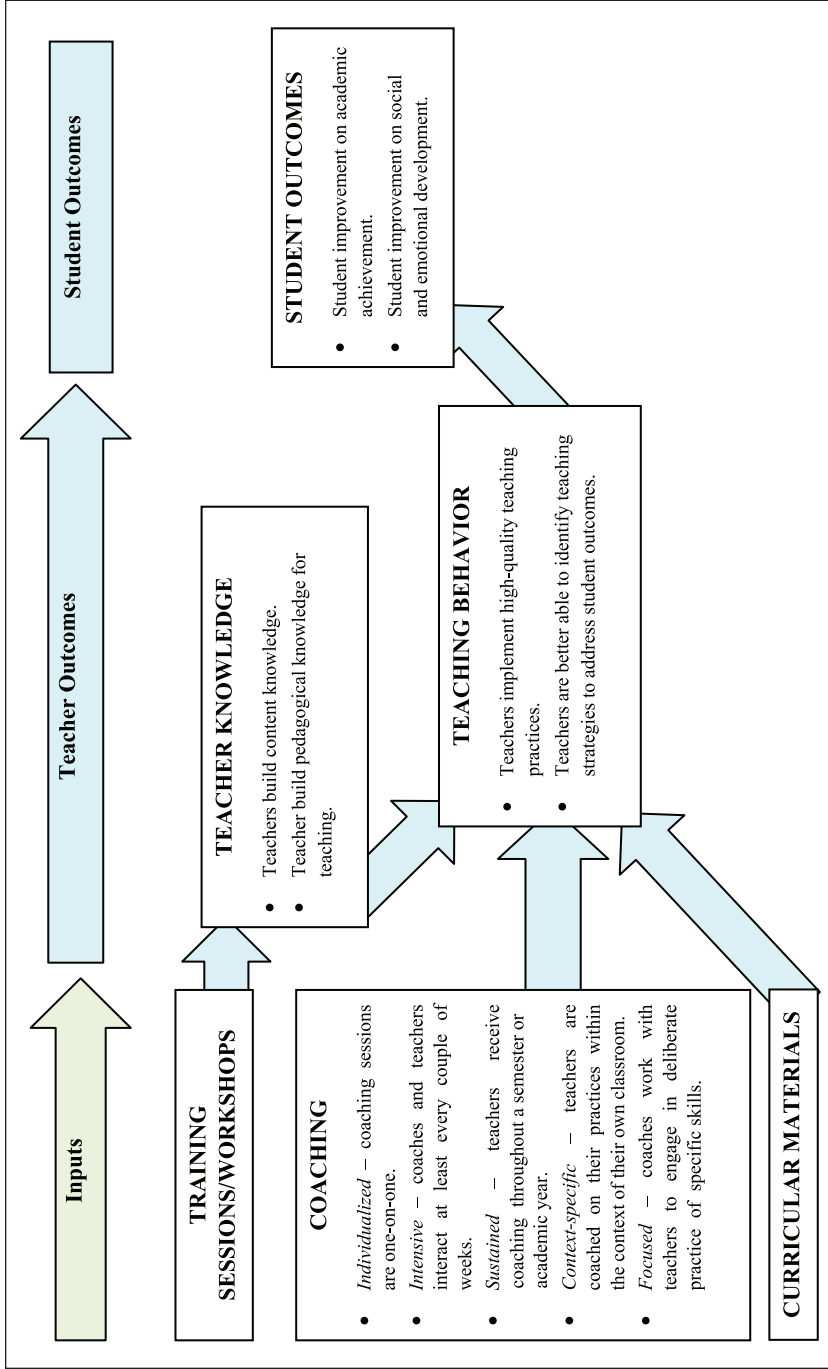 Inputs
Teacher Outcomes
Student Outcomes
TRAINING
SESSIONS/WORKSHOPS
COACHING
• Individualized – coaching sessions
are one-on-one.
• Intensive – coaches and teachers
interact at least every couple of
weeks.
• Sustained – teachers receive
coaching throughout a semester or
academic year.
• Context-specific – teachers are
coached on their practices within
the context of their own classroom.
• Focused – coaches work with
teachers to engage in deliberate
practice of specific skills.
CURRICULAR MATERIALS
TEACHER KNOWLEDGE
• Teachers build content knowledge.
• Teacher build pedagogical knowledge for
teaching.
TEACHING BEHAVIOR
• Teachers implement high-quality teaching
practices.
• Teachers are better able to identify teaching
strategies to address student outcomes.
STUDENT OUTCOMES
• Student improvement on academic
achievement.
• Student improvement on social
and emotional development.